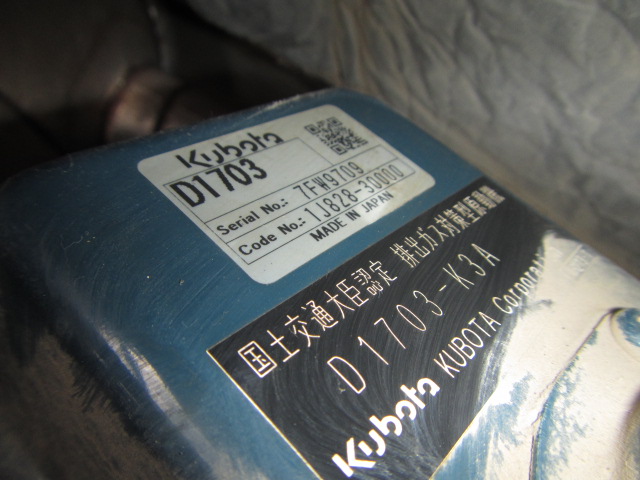 Kubota
D1703
Serial No.: 7FW9709
Code No.: 1J828-30000
MADE IN JAPAN
国土交通大臣認定 排出ガス対策型原動機
D1703-K3A
Kubota KUBOTA Corporation